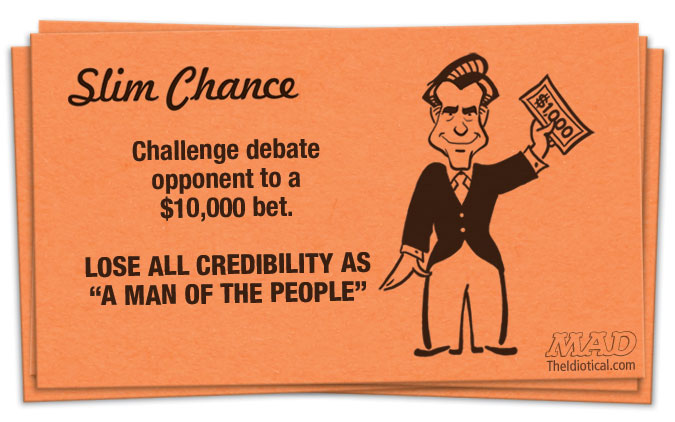 Slim Chance
Challenge debate
opponent to a
$10,000 bet.
LOSE ALL CREDIBILITY AS
“A MAN OF THE PEOPLE”
$1000
MAD
TheIdiotical.com